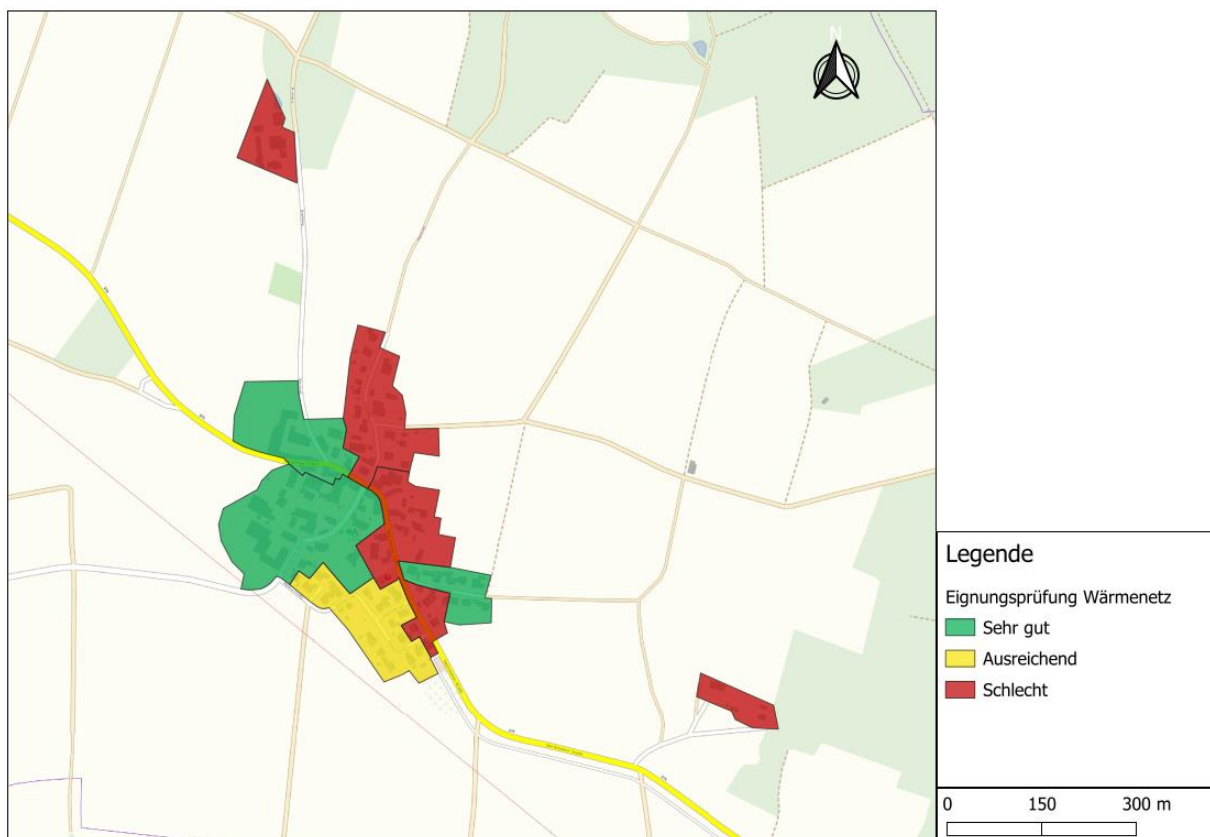 N
Legende
Eignungsprüfung Wärmenetz
Sehr gut
Ausreichend
Schlecht
0 150 300 m